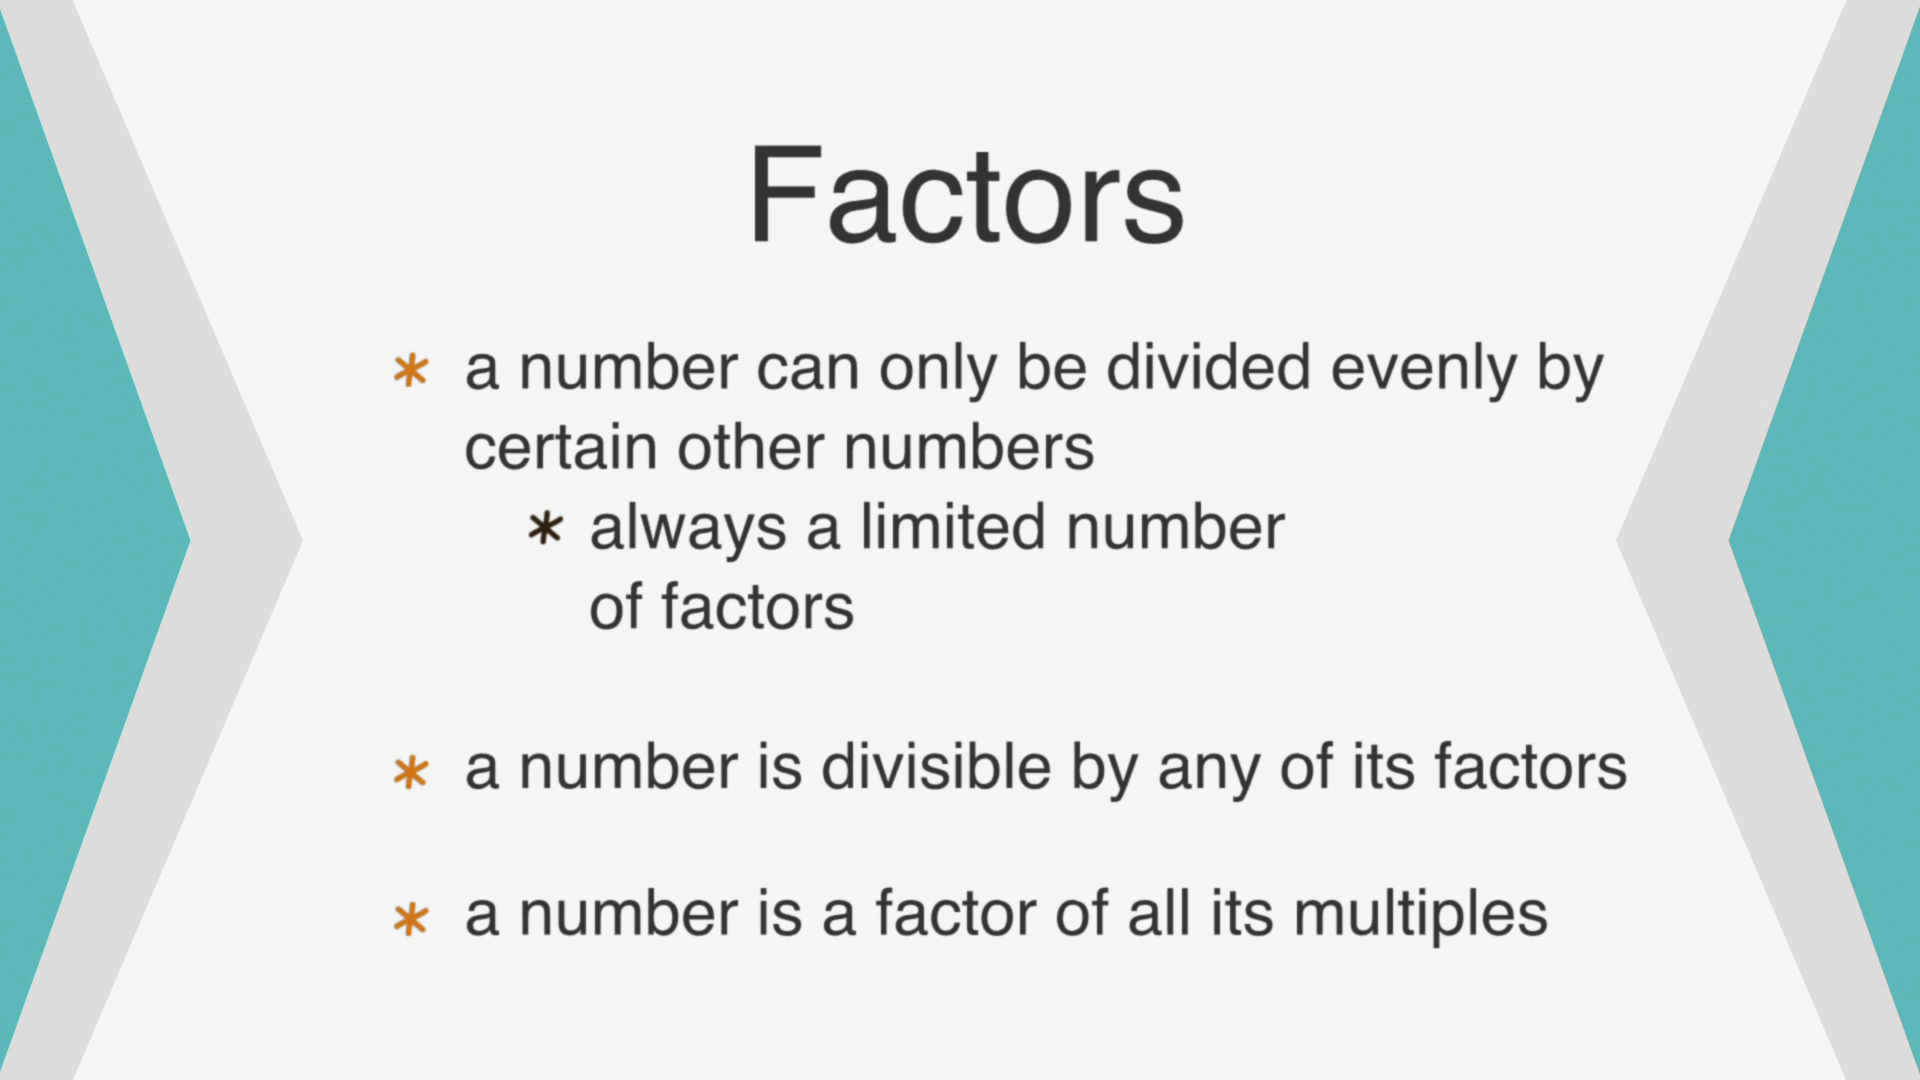 Factors
* a number can only be divided evenly by
certain other numbers
* always a limited number
of factors
* a number is divisible by any of its factors
* a number is a factor of all its multiples